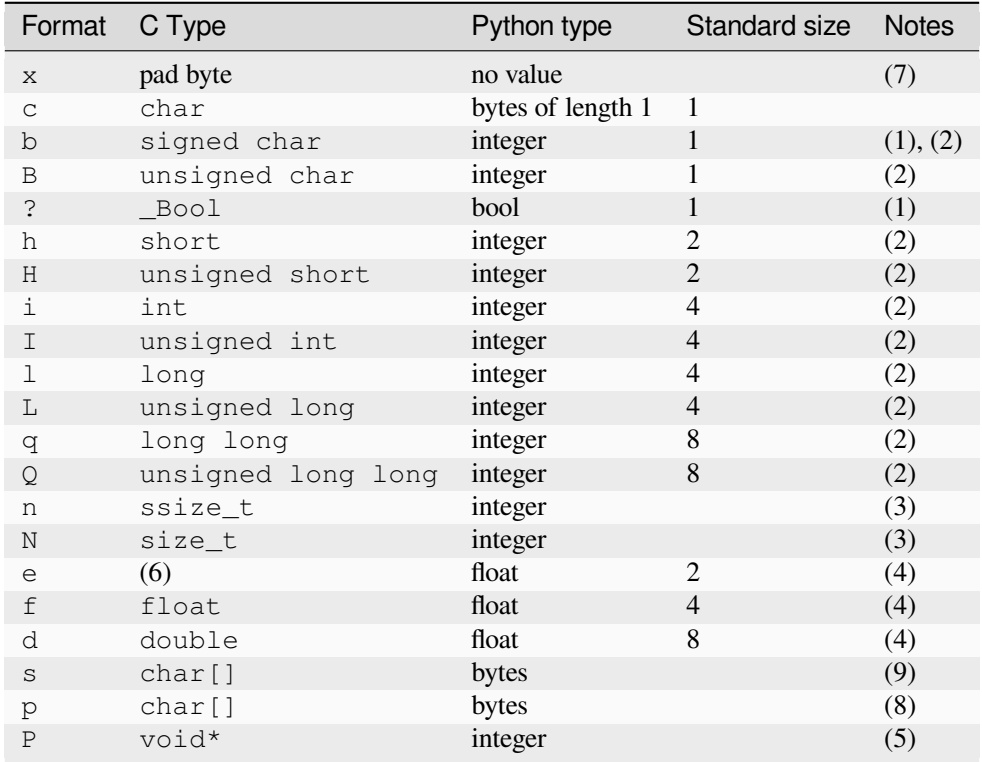 Format C Type Python type Standard size Notes
x pad byte no value (7)
c char bytes of length 1 1
b signed char integer 1 (1), (2)
B unsigned char integer 1 (2)
? _Bool bool 1 (1)
h short integer 2 (2)
H unsigned short integer 2 (2)
i int integer 4 (2)
I unsigned int integer 4 (2)
l long integer 4 (2)
L unsigned long integer 4 (2)
q long long integer 8 (2)
Q unsigned long long integer 8 (2)
n ssize_t integer (3)
N size_t integer (3)
e (6) float 2 (4)
f float float 4 (4)
d double float 8 (4)
s char[] bytes (9)
p char[] bytes (8)
P void* integer (5)